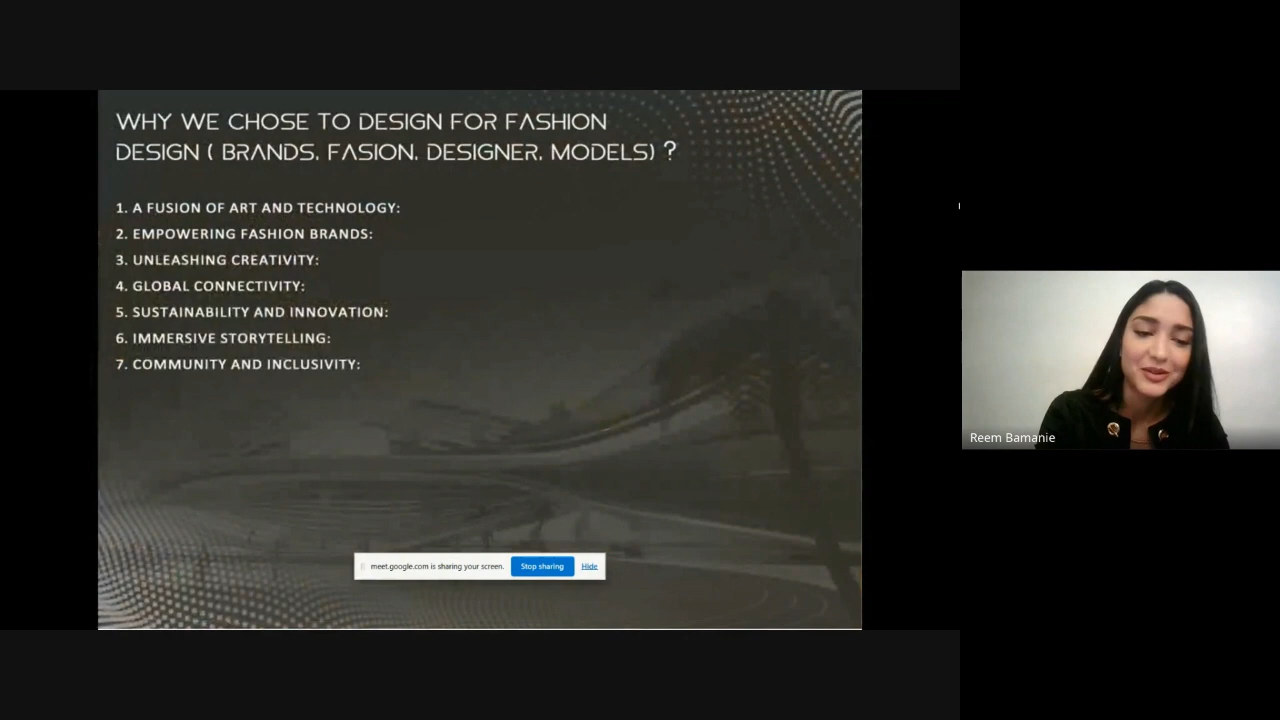 WHY WE CHOSE TO DESIGN FOR FASHION
DESIGN ( BRANDS, FASION, DESIGNER, MODELS) ?
1. A FUSION OF ART AND TECHNOLOGY:
2. EMPOWERING FASHION BRANDS:
3. UNLEASHING CREATIVITY:
4. GLOBAL CONNECTIVITY:
5. SUSTAINABILITY AND INNOVATION:
6. IMMERSIVE STORYTELLING:
7. COMMUNITY AND INCLUSIVITY:
meet.google.com is sharing your screen. Stop sharing Hide
Reem Bamanie